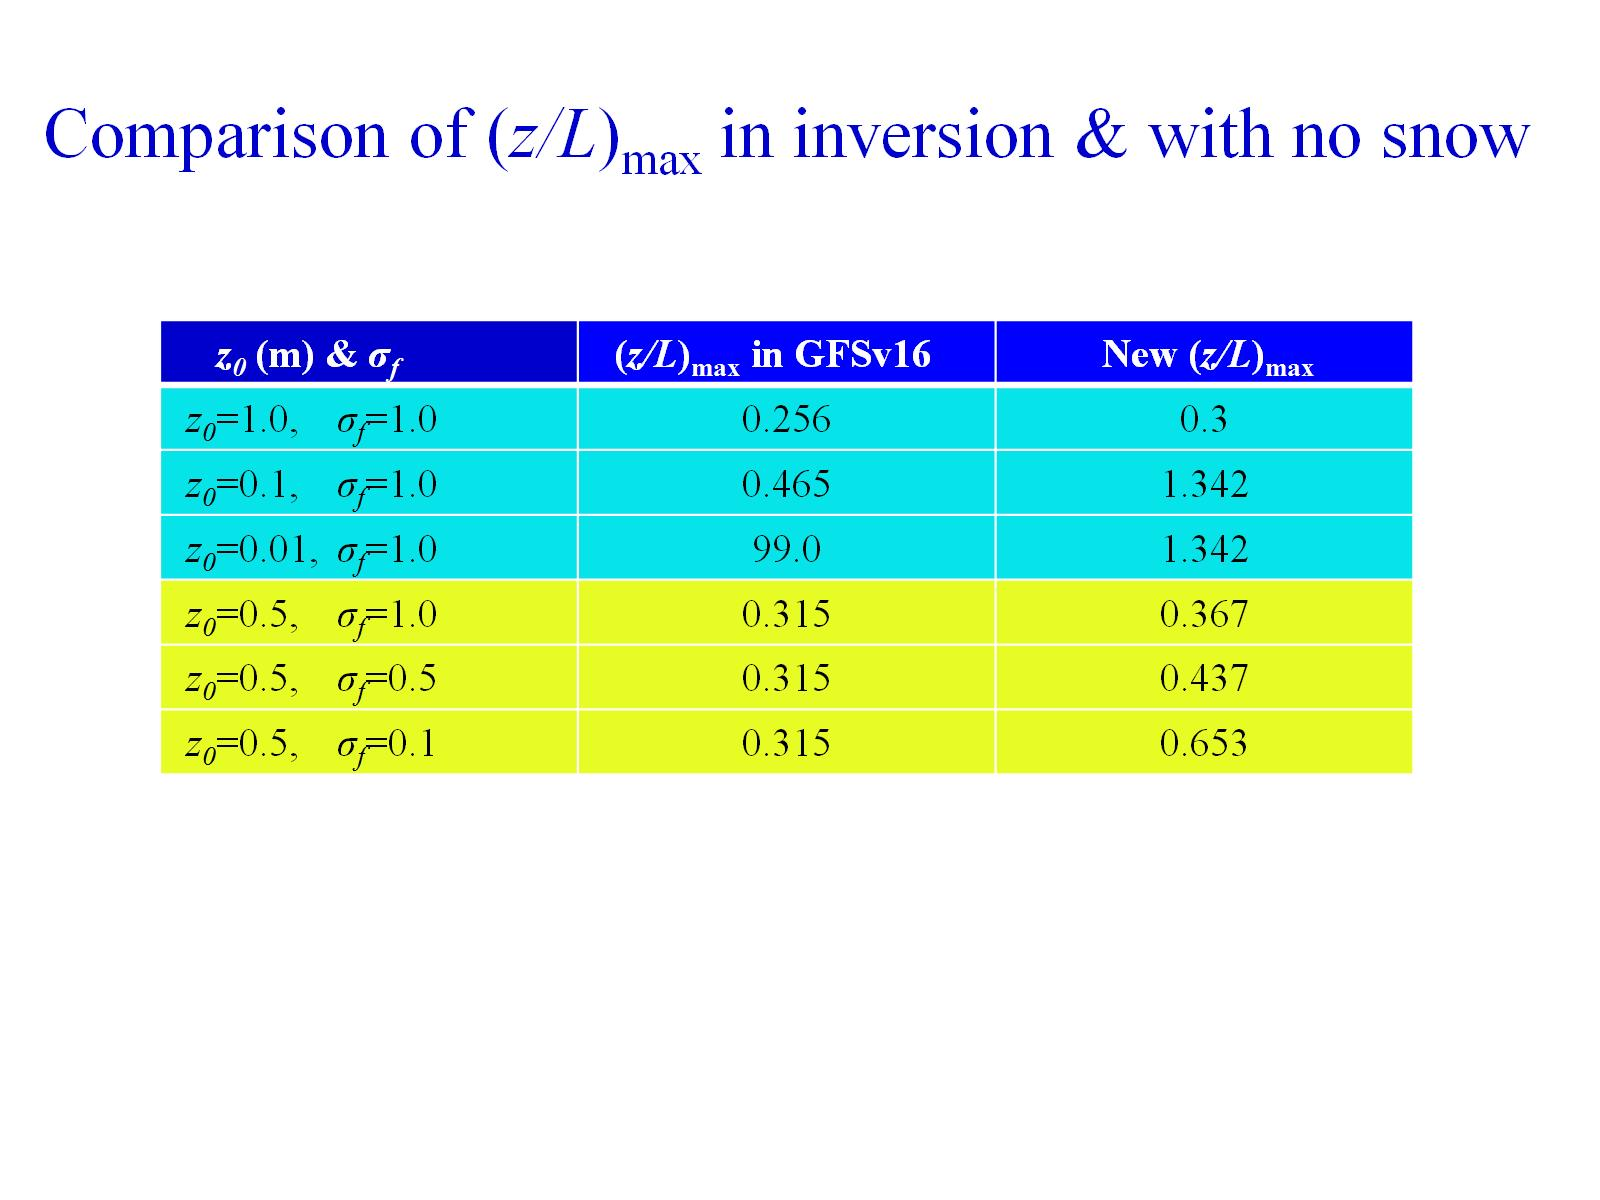 Comparison of (z/L)max in inversion & with no snow
z0 (m) & σf (z/L)max in GFSv16 New (z/L)max
z0=1.0, σf=1.0 0.256 0.3
z0=0.1, σf=1.0 0.465 1.342
z0=0.01, σf=1.0 99.0 1.342
z0=0.5, σf=1.0 0.315 0.367
z0=0.5, σf=0.5 0.315 0.437
z0=0.5, σf=0.1 0.315 0.653